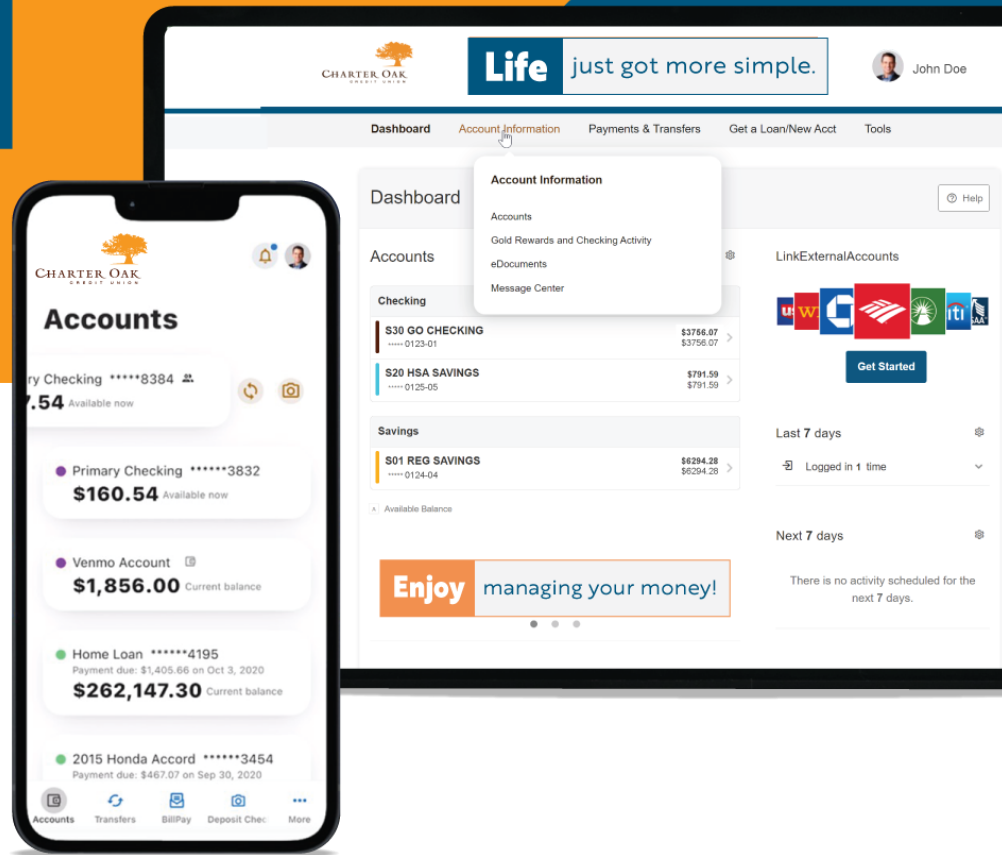 CHARTER OAK
CREDIT UNION
Life just got more simple.
John Doe
Dashboard Account Information Payments & Transfers Get a Loan/New Acct Tools
Account Information
Accounts
Gold Rewards and Checking Activity
eDocuments
Message Center
Dashboard
Help
Accounts
Checking
S30 GO CHECKING $3756.07
0123-01 $3756.07
S20 HSA SAVINGS $791.59
0125-05 $791.59
Savings
S01 REG SAVINGS $6294.28
0124-04 $6294.28
Available Balance
Enjoy managing your money!
LinkExternalAccounts
citi
Get Started
Last 7 days
Logged in 1 time
Next 7 days
There is no activity scheduled for the
next 7 days.
CHARTER OAK
CREDIT UNION
Accounts
ry Checking *****8384
7.54 Available now
Primary Checking ******3832
$160.54 Available now
Venmo Account
$1,856.00 Current balance
Home Loan ******4195
Payment due: $1,405.66 on Oct 3, 2020
$262,147.30 Current balance
2015 Honda Accord ******3454
Payment due: $467.07 on Sep 30, 2020
Accounts Transfers BillPay Deposit Chec More